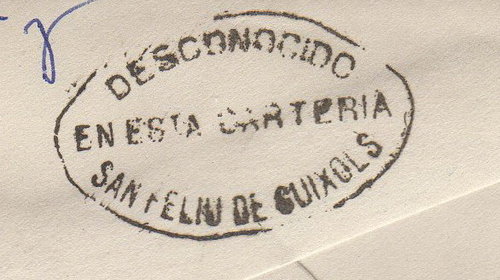 DESCONOCIDO
EN ESTA CARTERIA
SAN FELIU DE GUIXOLS